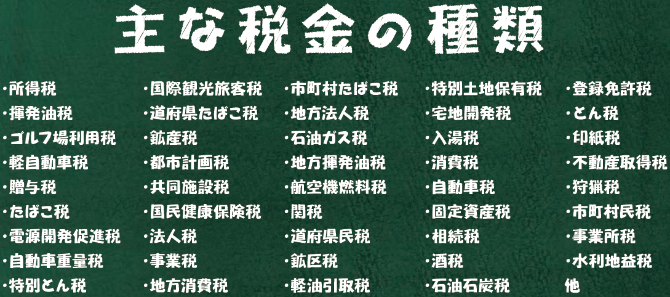 主な税金の種類
・所得税
・揮発油税
・ゴルフ場利用税
・軽自動車税
・贈与税
・たばこ税
・電源開発促進税
・自動車重量税
・特別とん税
・国際観光旅客税
・道府県たばこ税
・鉱産税
・都市計画税
・共同施設税
・国民健康保険税
・法人税
・事業税
・地方消費税
・市町村たばこ税
・地方法人税
・石油ガス税
・地方揮発油税
・航空機燃料税
・関税
・道府県民税
・鉱区税
・軽油引取税
・特別土地保有税
・宅地開発税
・入湯税
・消費税
・自動車税
・固定資産税
・相続税
・酒税
・石油石炭税
・登録免許税
・とん税
・印紙税
・不動産取得税
・狩猟税
・市町村民税
・事業所税
・水利地益税
他